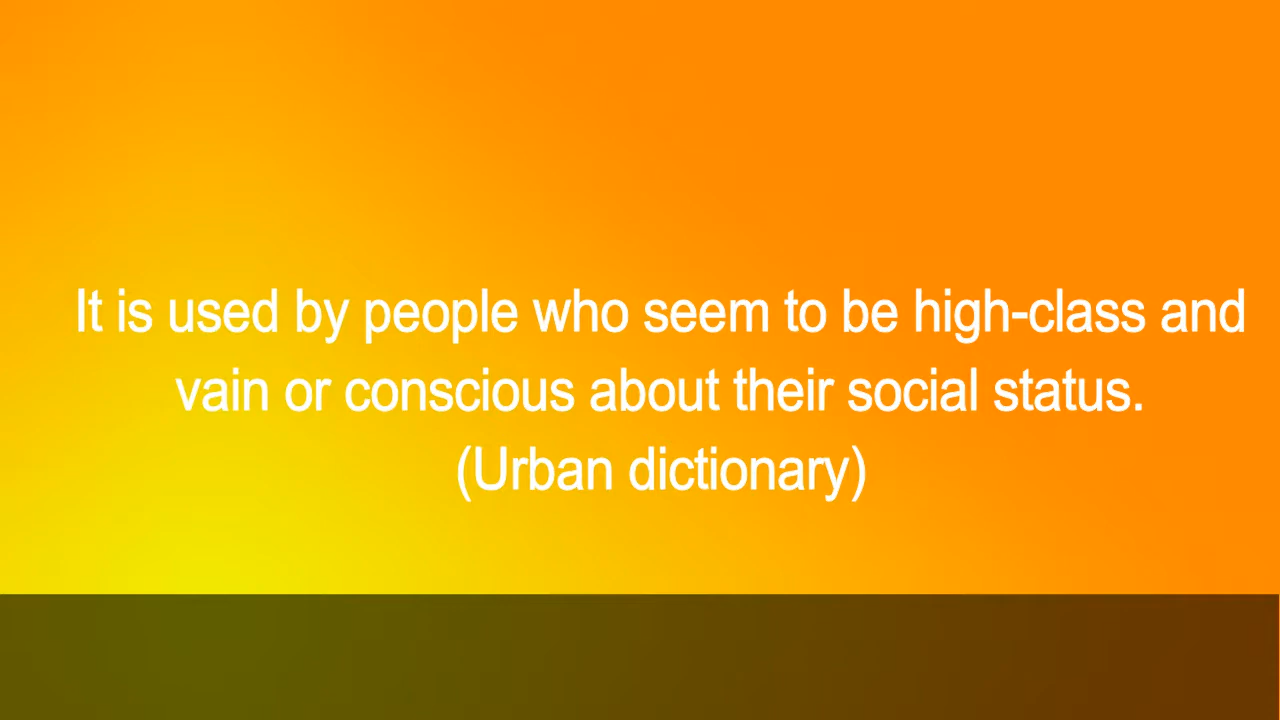 It is used by people who seem to be high-class and
vain or conscious about their social status.
(Urban dictionary)